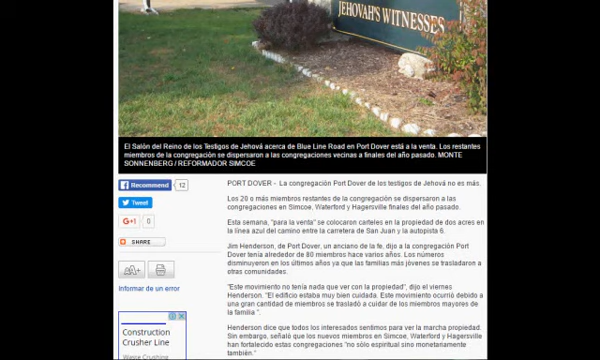 JEHOVAH'S WITNESSES
El Salón del Reino de los Testigos de Jehová acerca de Blue Line Road en Port Dover está a la venta. Los restantes
miembros de la congregación se dispersaron a las congregaciones vecinas a finales del año pasado. MONTE
SONNENBERG / REFORMADOR SIMCOE
Recommend 12
Tweet
+1 0
SHARE
A A
Informar de un error
Construction
Crusher Line
Waste Crushing
PORT DOVER - La congregación Port Dover de los testigos de Jehová no es más.
Los 20 o más miembros restantes de la congregación se dispersaron a las
congregaciones en Simcoe, Waterford y Hagersville finales del año pasado.
Esta semana, "para la venta" se colocaron carteles en la propiedad de dos acres en
la línea azul del camino entre la carretera de San Juan y la autopista 6.
Jim Henderson, de Port Dover, un anciano de la fe, dijo a la congregación Port
Dover tenía alrededor de 80 miembros hace varios años. Los números
disminuyeron en los últimos años ya que las familias más jóvenes se trasladaron a
otras comunidades.
"Este movimiento no tenía nada que ver con la propiedad", dijo el viernes
Henderson. "El edificio estaba muy bien cuidado. Este movimiento ocurrió debido a
una gran cantidad de miembros se trasladó a cuidar de los miembros mayores de
la familia ".
Henderson dice que todos los interesados sentimos para ver la marcha propiedad.
Sin embargo, señaló que los nuevos miembros en Simcoe, Waterford y Hagersville
han fortalecido estas congregaciones "no sólo espiritual sino monetariamente
también."